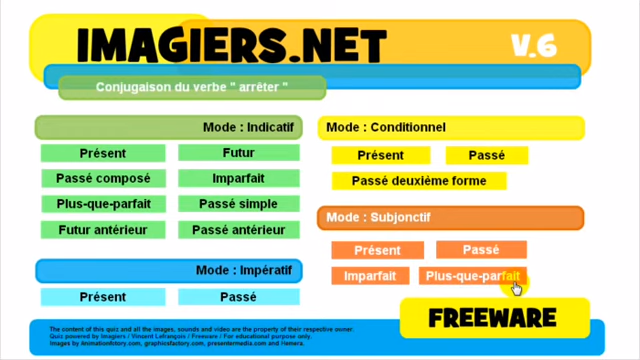 IMAGIERS.NET
V.6
Conjugaison du verbe " arrêter "
Mode : Indicatif
Présent
Futur
Passé composé
Imparfait
Plus-que-parfait
Passé simple
Futur antérieur
Passé antérieur
Mode : Impératif
Présent
Passé
Mode : Conditionnel
Présent
Passé
Passé deuxième forme
Mode : Subjonctif
Présent
Passé
Imparfait
Plus-que-parfait
FREEWARE
The content of this quiz and all the images, sounds and video are the property of their respective owner.
Quiz powered by Imagiers / Vincent Lefrançois / Freeware / For educational purpose only.
Images by Animationfatory.com, graphicsfactory.com, presentermedia.com and Hemera.